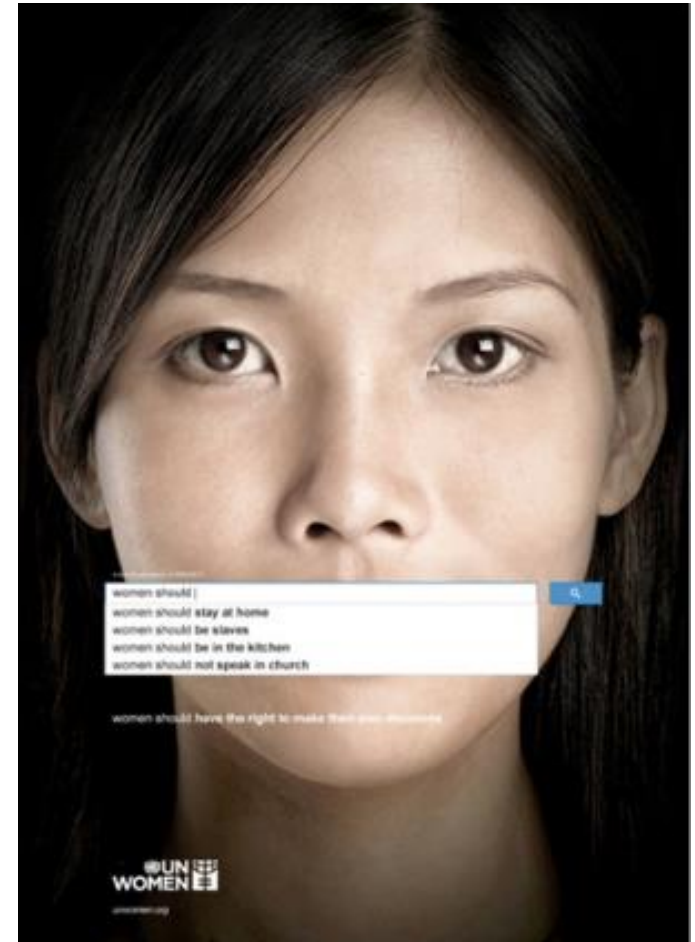 women should
women should stay at home
women should be slaves
women should be in the kitchen
women should not speak in church
women should have the right to make their own decisions
UN
WOMEN
unwomen.org